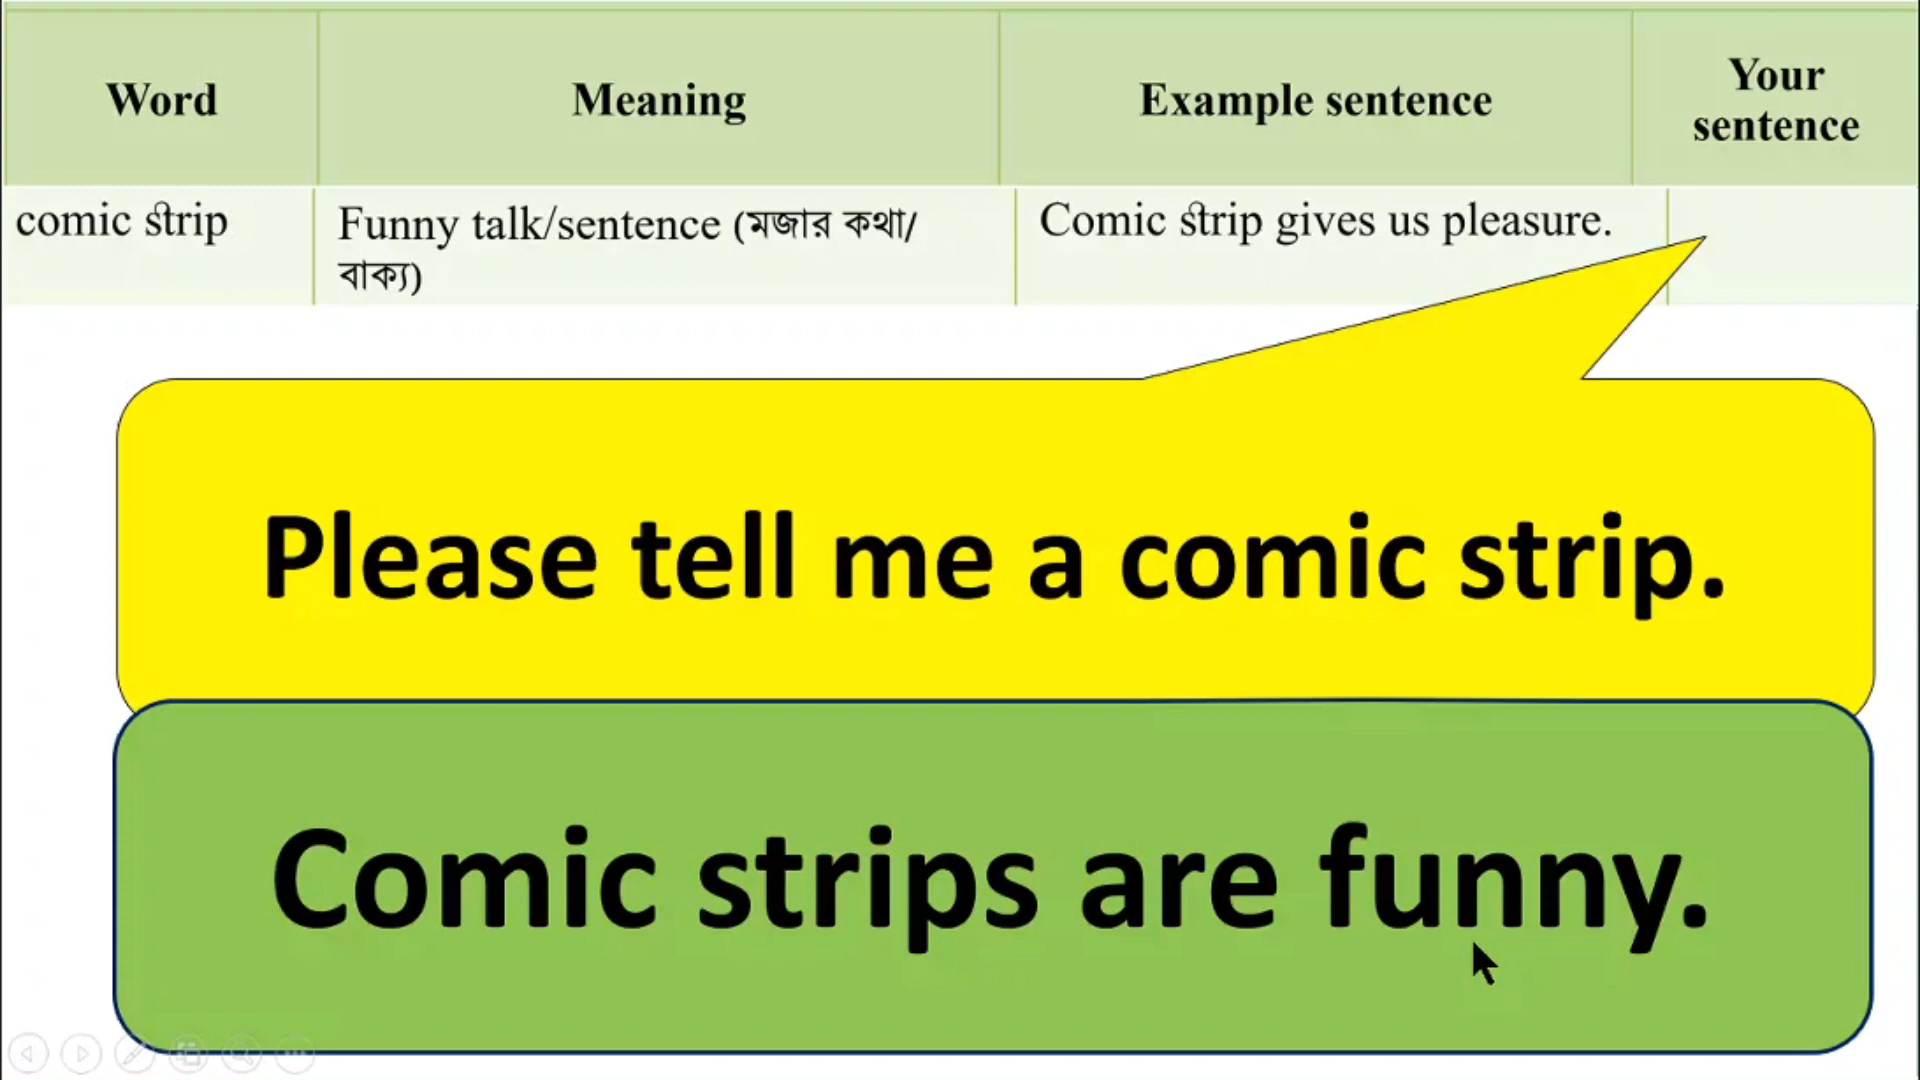 Word Meaning Example sentence Your sentence
comic strip Funny talk/sentence (মজার কথা/ Comic strip gives us pleasure.
বাক্য)
Please tell me a comic strip.
Comic strips are funny.